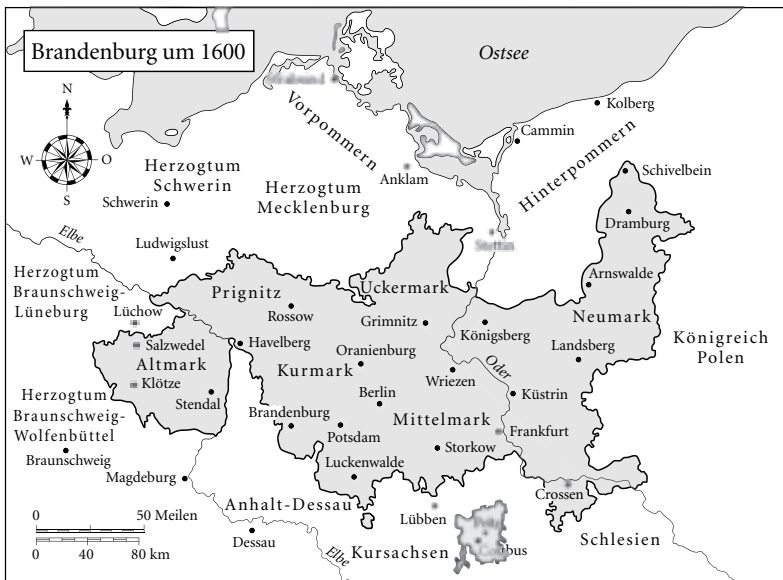 Brandenburg um 1600
Ostsee
N
W
O
S
Vorpommern
Kolberg
Cammin
Hinterpommern
Anklam
Schivelbein
Herzogtum
Schwerin
Herzogtum
Mecklenburg
Schwerin
Dramburg
Elbe
Ludwigslust
Arnswalde
Herzogtum
Braunschweig-
Lüneburg
Prignitz
Uckermark
Neumark
Rossow
Grimnitz
Königsberg
Lüchow
Salzwedel
Altmark
Klötze
Stendal
Havelberg
Oranienburg
Kurmark
Oder
Landsberg
Königreich
Polen
Herzogtum
Braunschweig-
Wolfenbüttel
Braunschweig
Berlin
Wriezen
Küstrin
Brandenburg
Mittelmark
Potsdam
Frankfurt
Storkow
Luckenwalde
Magdeburg
Crossen
Anhalt-Dessau
Lübben
Dessau
Elbe
Kursachsen
Schlesien
0 50 Meilen
0 40 80 km